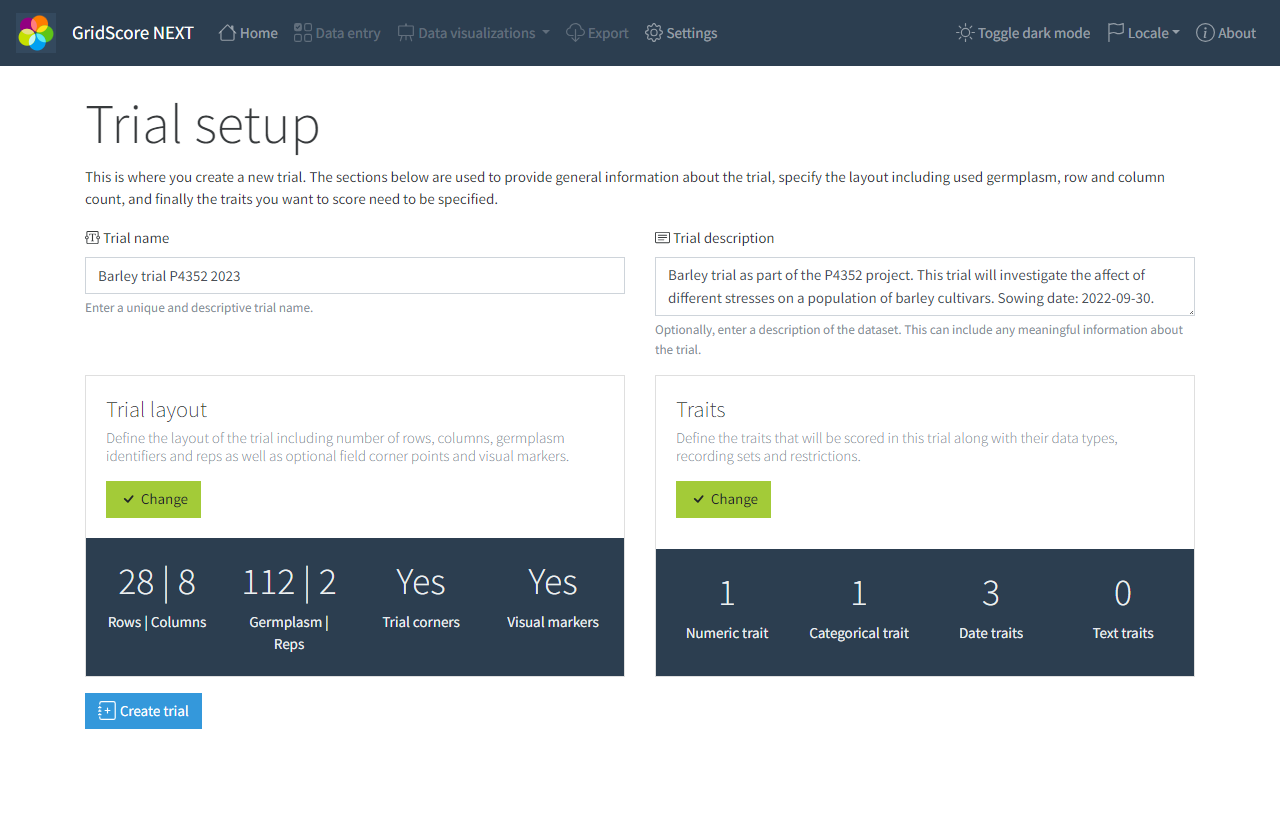 GridScore NEXT Home Data entry Data visualizations Export Settings Toggle dark mode Locale About
Trial setup
This is where you create a new trial. The sections below are used to provide general information about the trial, specify the layout including used germplasm, row and column
count, and finally the traits you want to score need to be specified.
Trial name
Barley trial P4352 2023
Enter a unique and descriptive trial name.
Trial description
Barley trial as part of the P4352 project. This trial will investigate the affect of
different stresses on a population of barley cultivars. Sowing date: 2022-09-30.
Optionally, enter a description of the dataset. This can include any meaningful information about
the trial.
Trial layout
Define the layout of the trial including number of rows, columns, germplasm
identifiers and reps as well as optional field corner points and visual markers.
Change
28 | 8 112 | 2 Yes Yes
Rows | Columns Germplasm | Trial corners Visual markers
Reps
Traits
Define the traits that will be scored in this trial along with their data types,
recording sets and restrictions.
Change
1 1 3 0
Numeric trait Categorical trait Date traits Text traits
Create trial